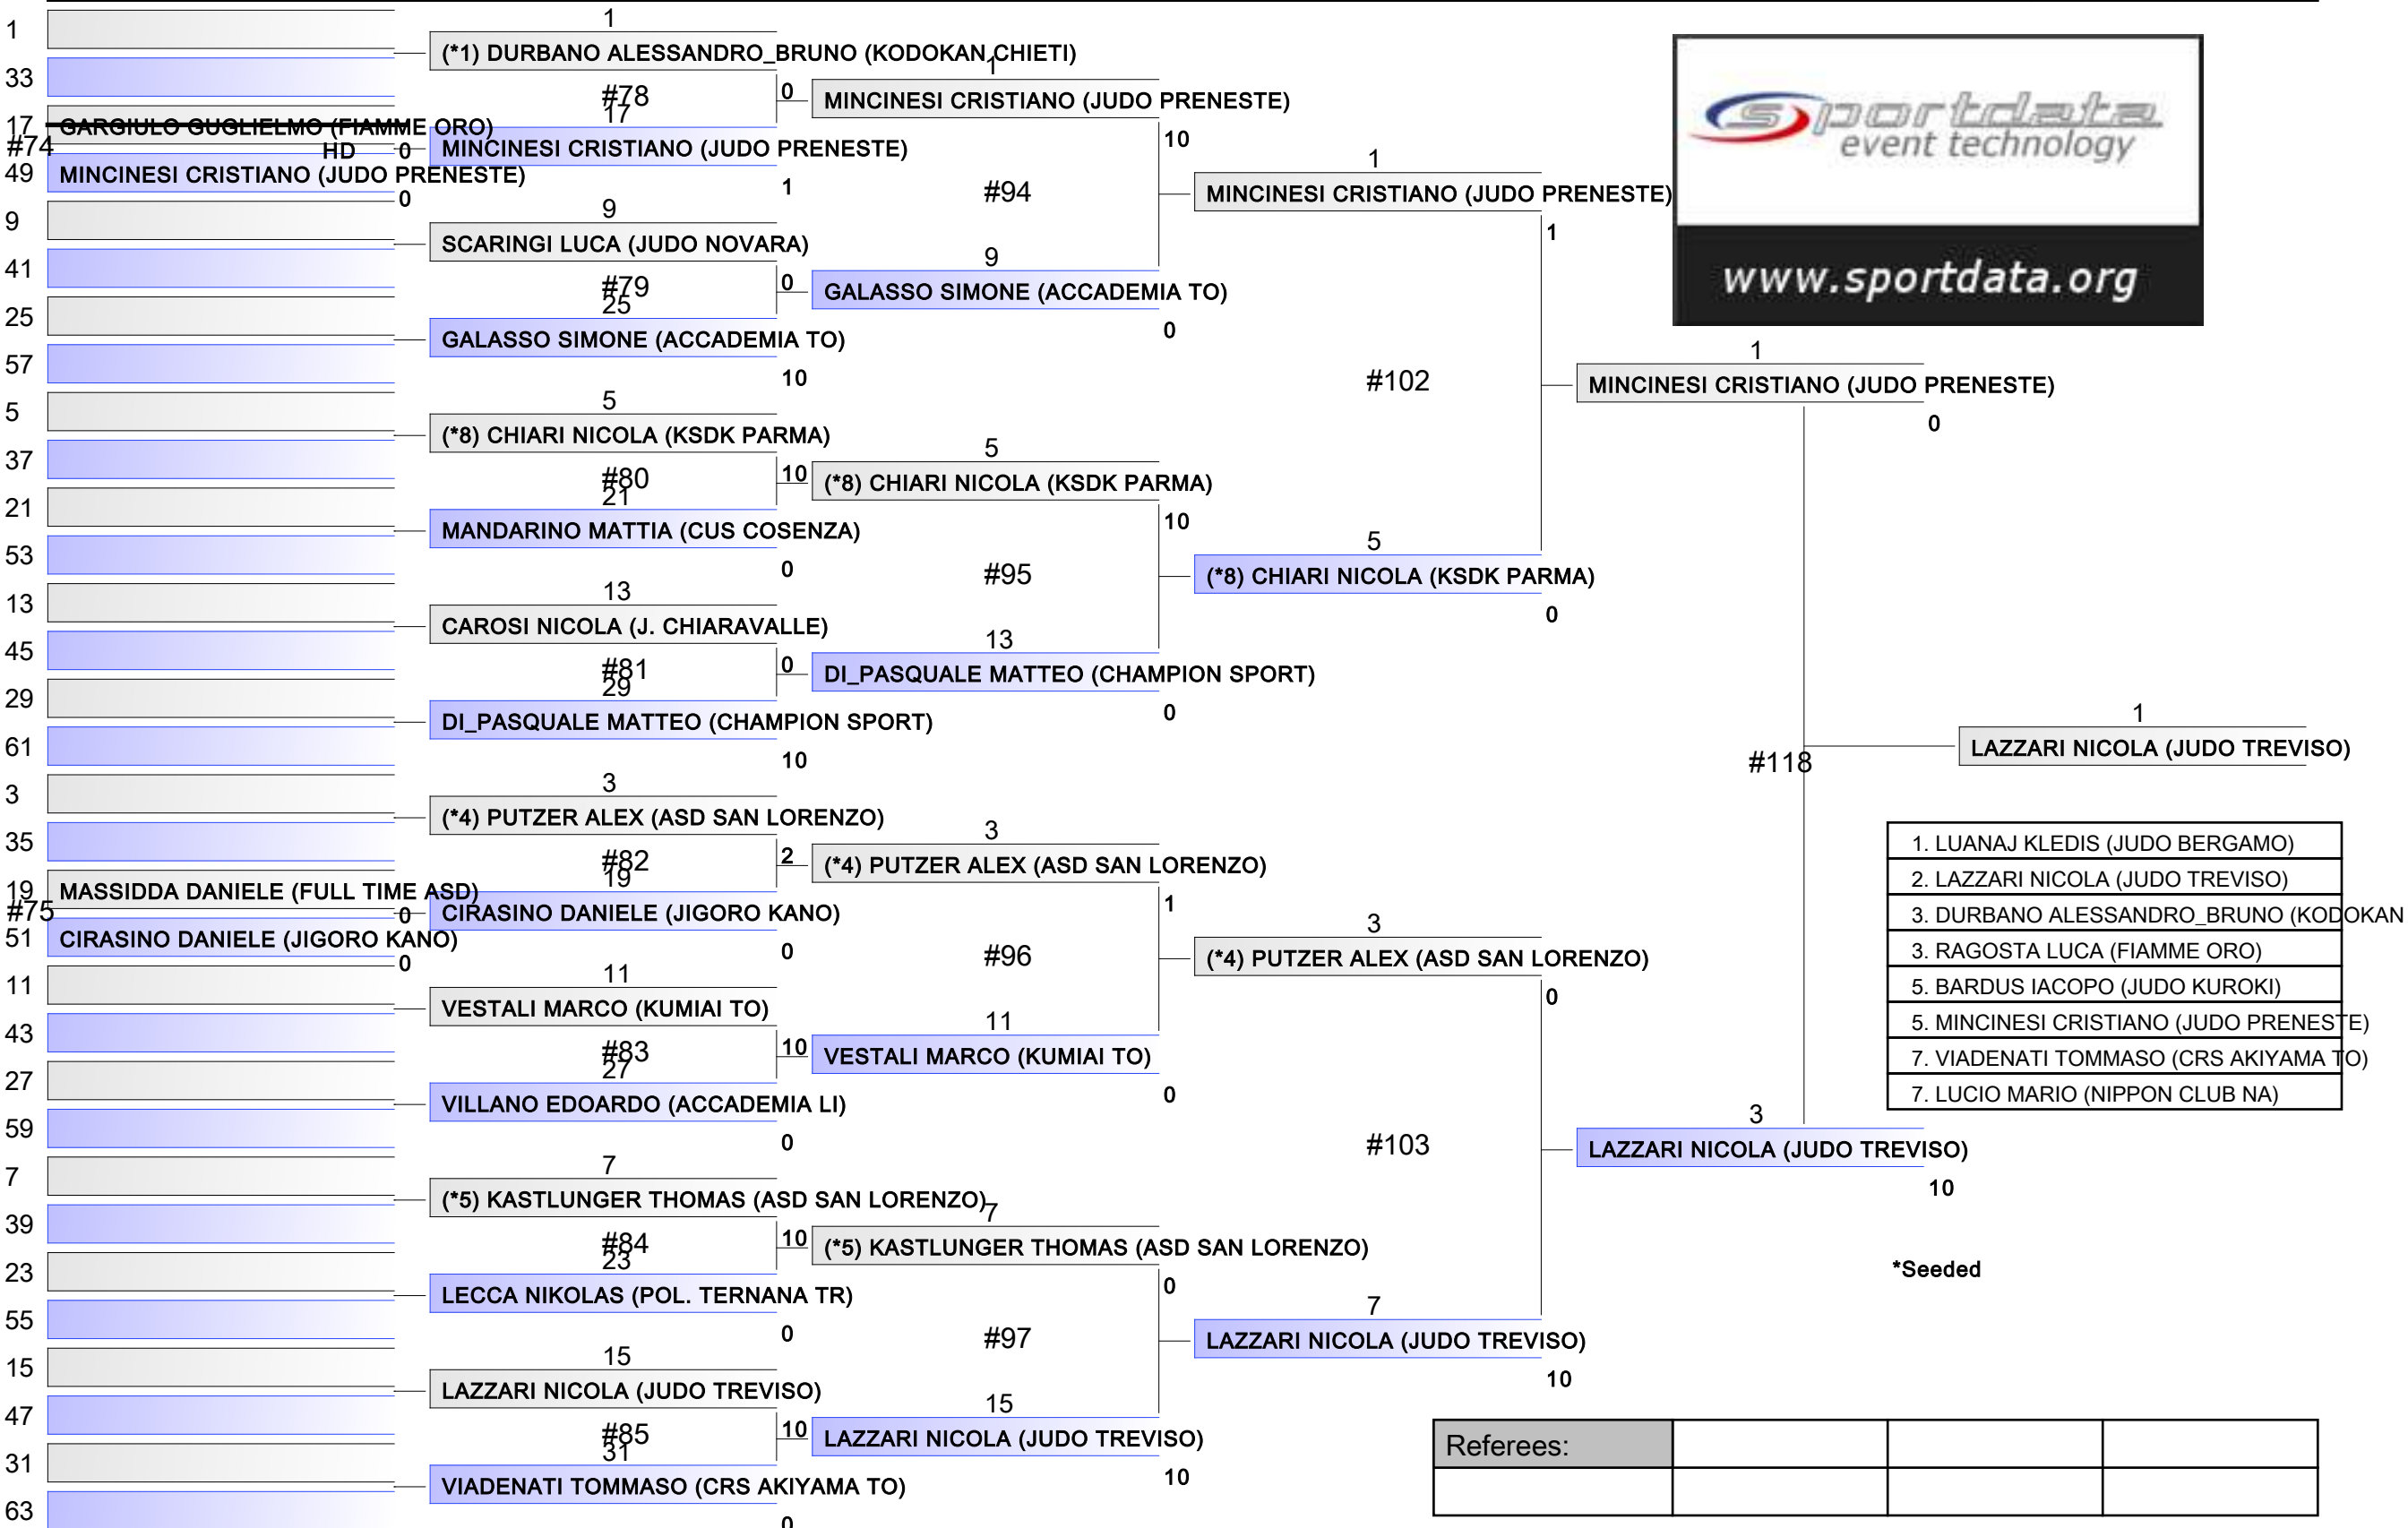 1
33
17 GARGIULO GUGLIELMO (FIAMME ORO)
#74 HD 0
49 MINCINESI CRISTIANO (JUDO PRENESTE)
0
9
41
25
57
5
37
21
53
13
45
29
61
3
35
19 MASSIDDA DANIELE (FULL TIME ASD)
#75 0
51 CIRASINO DANIELE (JIGORO KANO)
0
11
43
27
59
7
39
23
55
15
47
31
63
1
(*1) DURBANO ALESSANDRO_BRUNO (KODOKAN CHIETI)
#78 0
17
MINCINESI CRISTIANO (JUDO PRENESTE)
1
9
SCARINGI LUCA (JUDO NOVARA)
#79 0
25
GALASSO SIMONE (ACCADEMIA TO)
10
5
(*8) CHIARI NICOLA (KSDK PARMA)
#80 10
21
MANDARINO MATTIA (CUS COSENZA)
0
13
CAROSI NICOLA (J. CHIARAVALLE)
#81 0
29
DI_PASQUALE MATTEO (CHAMPION SPORT)
10
3
(*4) PUTZER ALEX (ASD SAN LORENZO)
#82 2
19
CIRASINO DANIELE (JIGORO KANO)
0
11
VESTALI MARCO (KUMIAI TO)
#83 10
27
VILLANO EDOARDO (ACCADEMIA LI)
0
7
(*5) KASTLUNGER THOMAS (ASD SAN LORENZO)
#84 10
23
LECCA NIKOLAS (POL. TERNANA TR)
0
15
LAZZARI NICOLA (JUDO TREVISO)
#85 10
31
VIADENATI TOMMASO (CRS AKIYAMA TO)
0
1
MINCINESI CRISTIANO (JUDO PRENESTE)
10
#94
9
GALASSO SIMONE (ACCADEMIA TO)
0
5
(*8) CHIARI NICOLA (KSDK PARMA)
10
#95
13
DI_PASQUALE MATTEO (CHAMPION SPORT)
0
3
(*4) PUTZER ALEX (ASD SAN LORENZO)
1
#96
11
VESTALI MARCO (KUMIAI TO)
0
7
(*5) KASTLUNGER THOMAS (ASD SAN LORENZO)
0
#97
15
LAZZARI NICOLA (JUDO TREVISO)
10
1
MINCINESI CRISTIANO (JUDO PRENESTE)
1
#102
5
(*8) CHIARI NICOLA (KSDK PARMA)
0
3
(*4) PUTZER ALEX (ASD SAN LORENZO)
0
#103
7
LAZZARI NICOLA (JUDO TREVISO)
10
sportdata
event technology
www.sportdata.org
1
MINCINESI CRISTIANO (JUDO PRENESTE)
0
#118
3
LAZZARI NICOLA (JUDO TREVISO)
10
1
LAZZARI NICOLA (JUDO TREVISO)
1. LUANAJ KLEDIS (JUDO BERGAMO)
2. LAZZARI NICOLA (JUDO TREVISO)
3. DURBANO ALESSANDRO_BRUNO (KODOKAN
3. RAGOSTA LUCA (FIAMME ORO)
5. BARDUS IACOPO (JUDO KUROKI)
5. MINCINESI CRISTIANO (JUDO PRENESTE)
7. VIADENATI TOMMASO (CRS AKIYAMA TO)
7. LUCIO MARIO (NIPPON CLUB NA)
*Seeded
Referees: